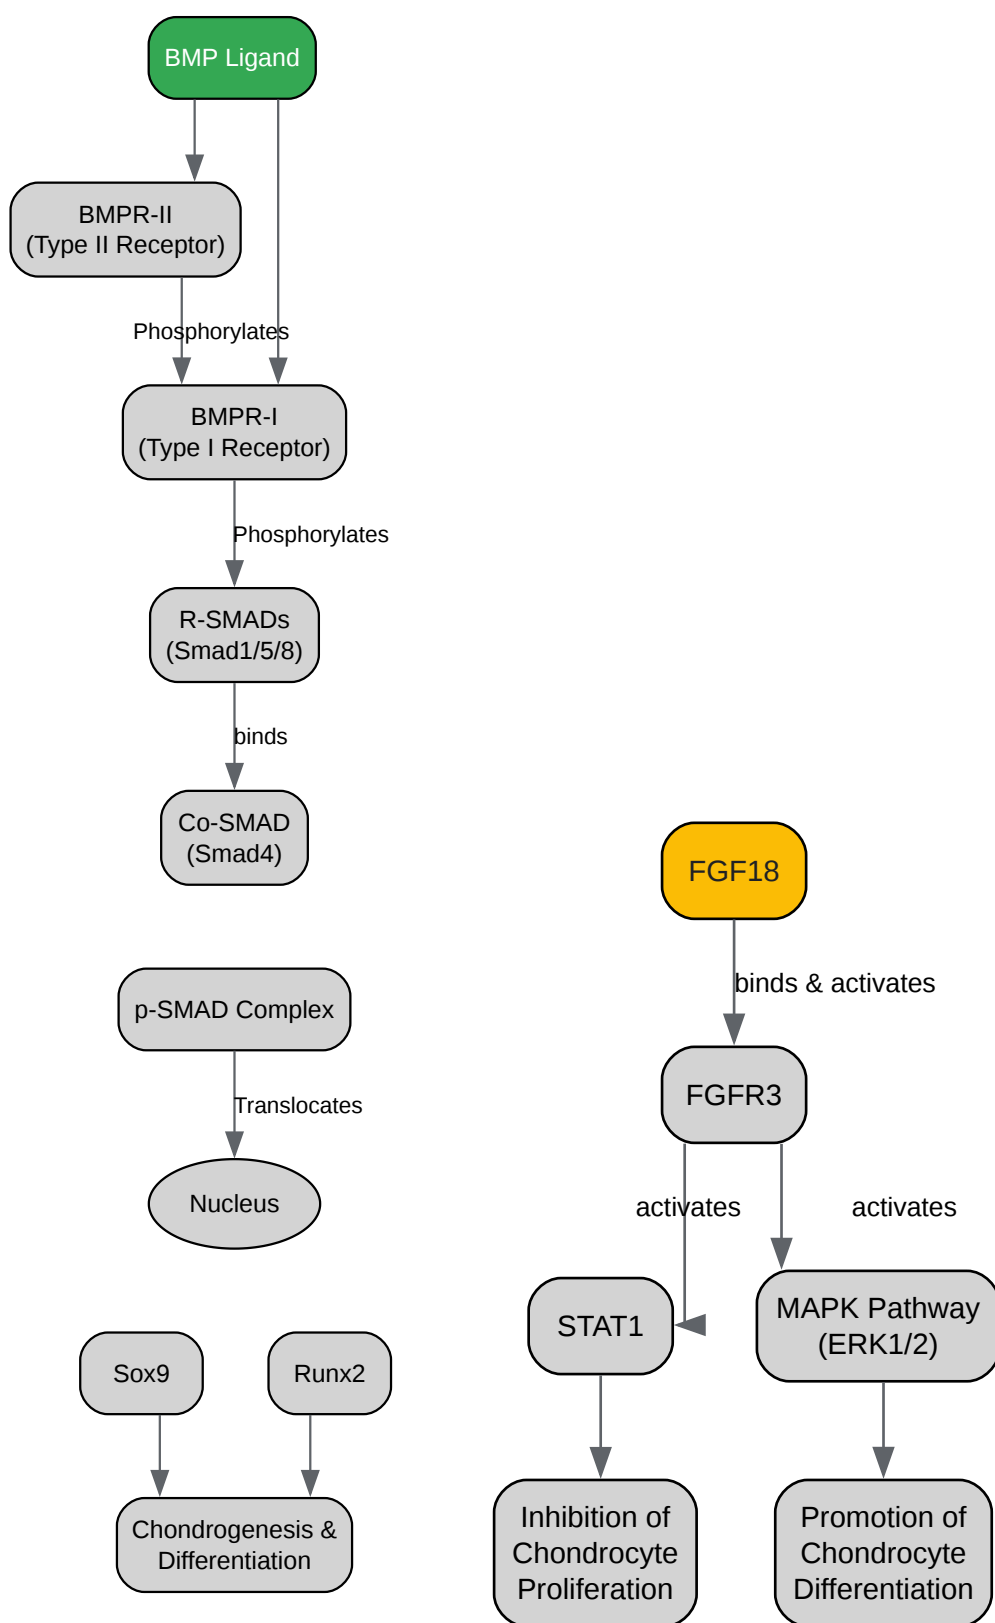 BMP Ligand
BMPR-II
(Type II Receptor)
Phosphorylates
BMPR-I
(Type I Receptor)
Phosphorylates
R-SMADs
(Smad1/5/8)
binds
Co-SMAD
(Smad4)
p-SMAD Complex
Translocates
Nucleus
Sox9
Runx2
Chondrogenesis &
Differentiation
FGF18
binds & activates
FGFR3
activates
activates
STAT1
MAPK Pathway
(ERK1/2)
Inhibition of
Chondrocyte
Proliferation
Promotion of
Chondrocyte
Differentiation